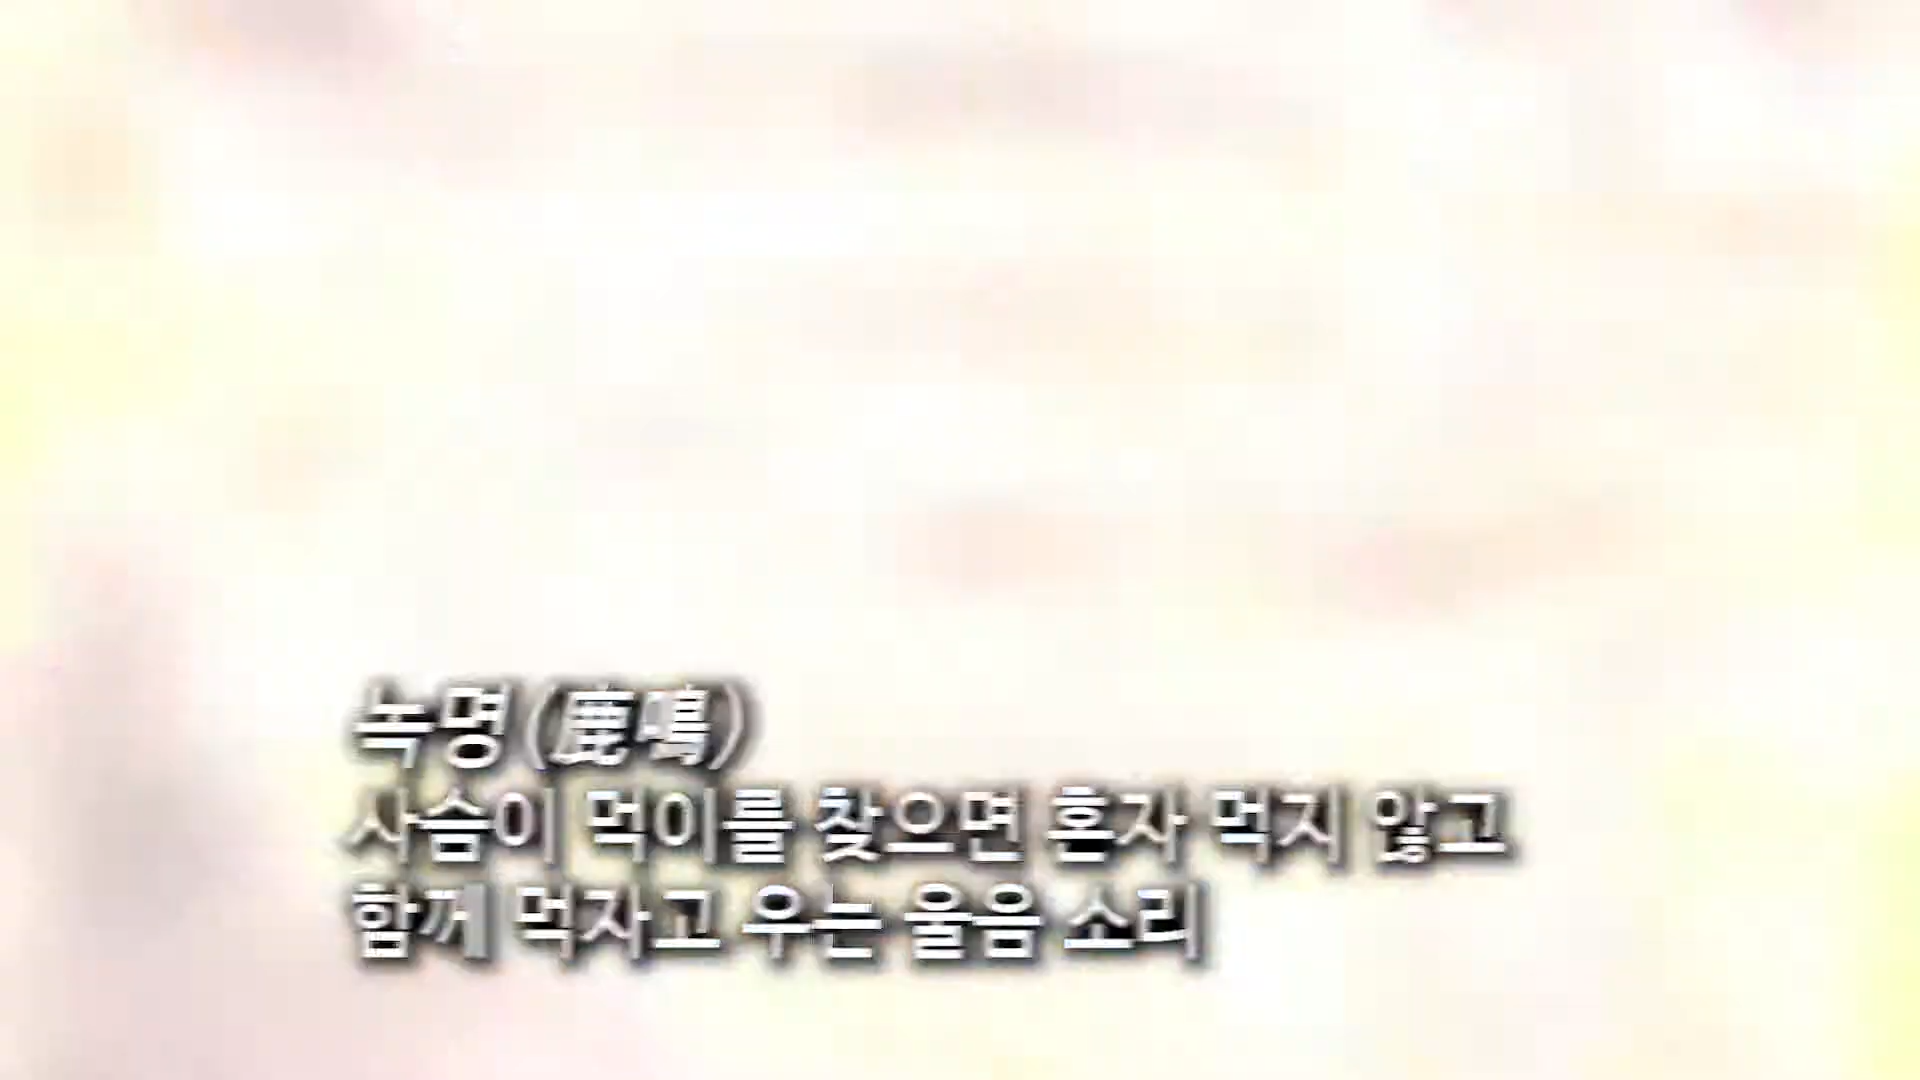 녹명(鹿鳴)
사슴이 먹이를 찾으면 혼자 먹지 않고
함께 먹자고 우는 울음 소리